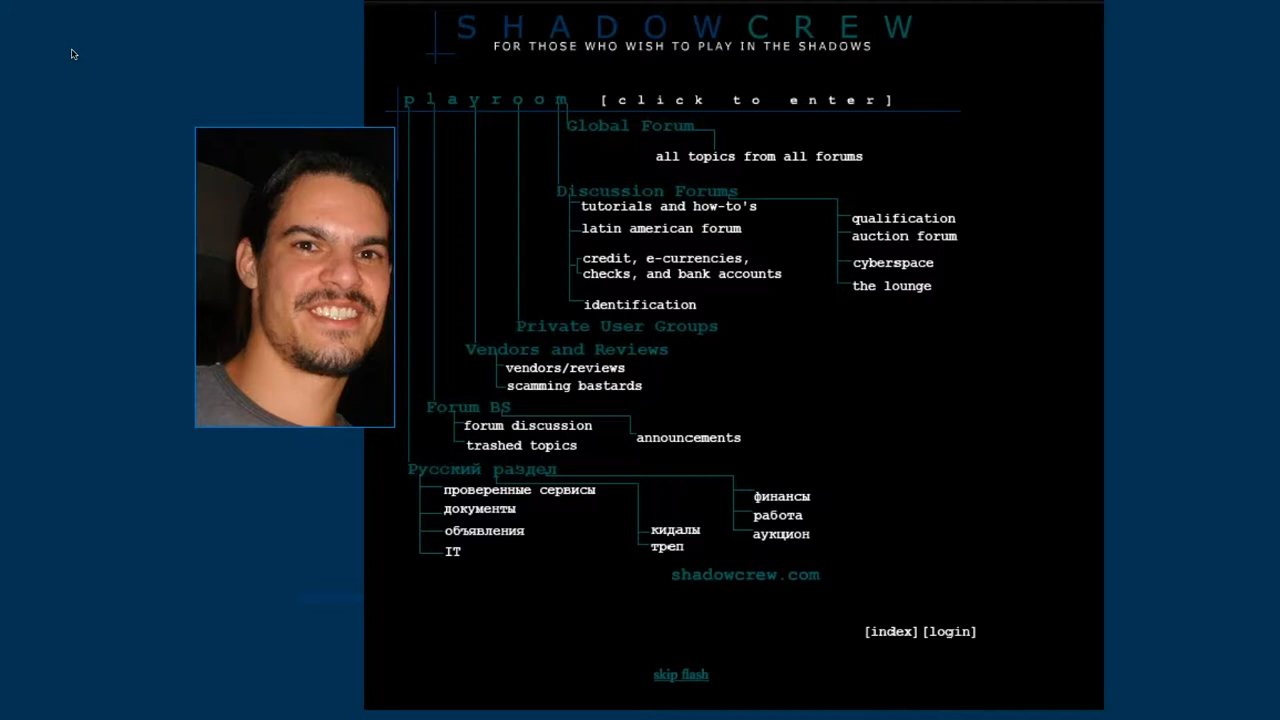 SHADOWCREW
FOR THOSE WHO WISH TO PLAY IN THE SHADOWS
playroom [click to enter]
Global Forum
all topics from all forums
Discussion Forums
tutorials and how-to's
latin american forum
credit, e-currencies,
checks, and bank accounts
identification
qualification
auction forum
cyberspace
the lounge
Private User Groups
Vendors and Reviews
vendors/reviews
scamming bastards
Forum BS
forum discussion
trashed topics
announcements
Русский раздел
проверенные сервисы
документы
объявления
IT
кидалы
треп
финансы
работа
аукцион
shadowcrew.com
[index][login]
skip flash